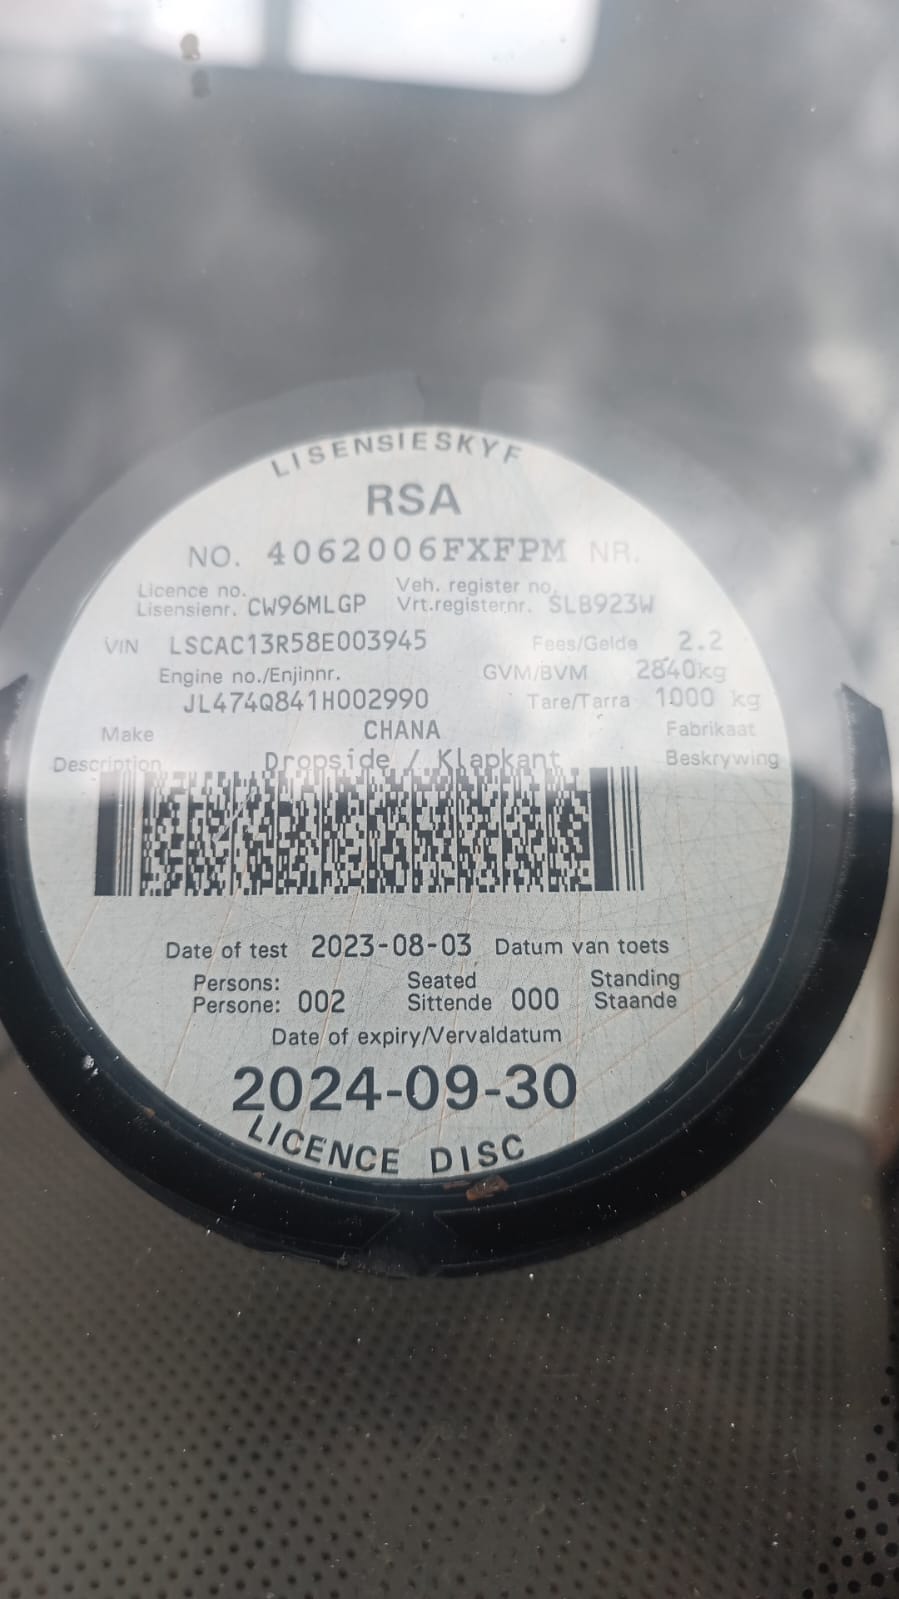 LISENSIESKYF
RSA
NO. 4062006FXFPM NR.
Licence no. Veh. register no.
Lisensienr. CW96MLGP Vrt.registernr. SLB923W
VIN LSCAC13R58E003945 Fees/Gelde 2.2
Engine no./Enjinnr. GVM/BVM 2840kg
JL474Q841H002990 Tare/Tarra 1000 kg
Make CHANA Fabrikaat
Description Dropside / Klapkant Beskrywing
Date of test 2023-08-03 Datum van toets
Persons: Seated Standing
Persone: 002 Sittende 000 Staande
Date of expiry/Vervaldatum
2024-09-30
LICENCE DISC